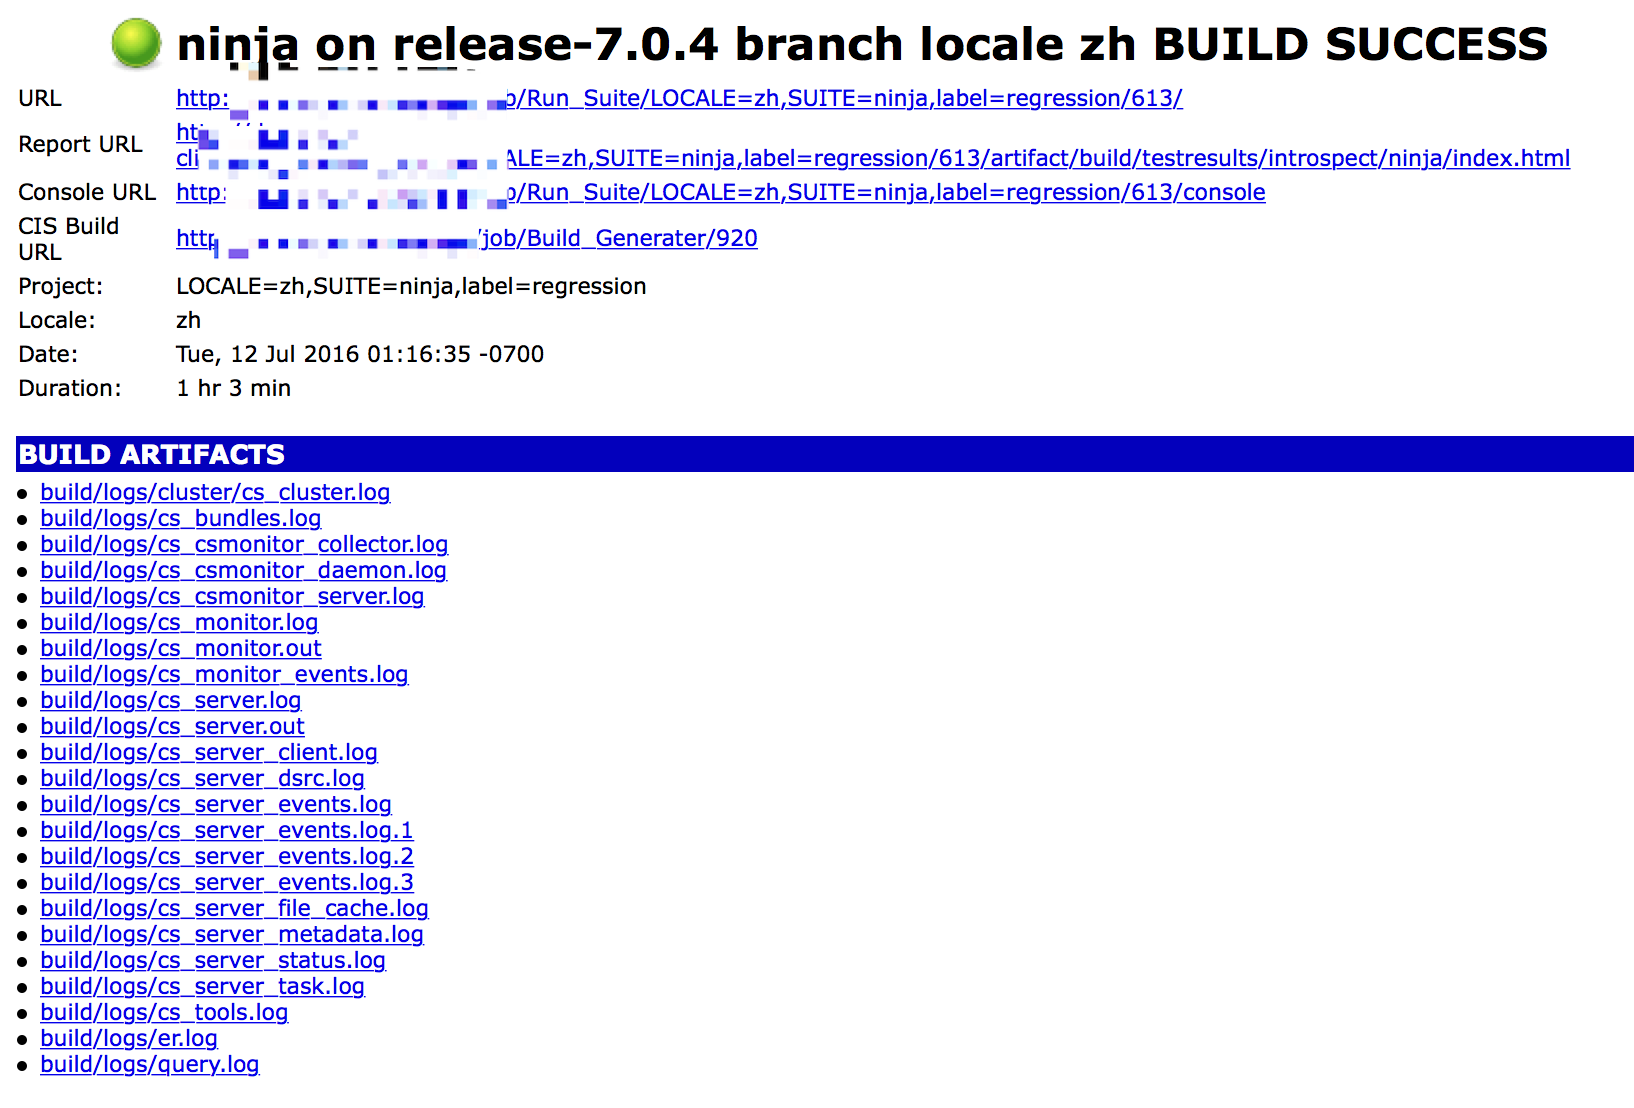 ninja on release-7.0.4 branch locale zh BUILD SUCCESS
URL http: /Run_Suite/LOCALE=zh,SUITE=ninja,label=regression/613/
Report URL
LE=zh,SUITE=ninja,label=regression/613/artifact/build/testresults/introspect/ninja/index.html
Console URL http: /Run_Suite/LOCALE=zh,SUITE=ninja,label=regression/613/console
CIS Build
URL
/job/Build_Generater/920
Project: LOCALE=zh,SUITE=ninja,label=regression
Locale: zh
Date: Tue, 12 Jul 2016 01:16:35 -0700
Duration: 1 hr 3 min
BUILD ARTIFACTS
build/logs/cluster/cs_cluster.log
build/logs/cs_bundles.log
build/logs/cs_csmonitor_collector.log
build/logs/cs_csmonitor_daemon.log
build/logs/cs_csmonitor_server.log
build/logs/cs_monitor.log
build/logs/cs_monitor.out
build/logs/cs_monitor_events.log
build/logs/cs_server.log
build/logs/cs_server.out
build/logs/cs_server_client.log
build/logs/cs_server_dsrc.log
build/logs/cs_server_events.log
build/logs/cs_server_events.log.1
build/logs/cs_server_events.log.2
build/logs/cs_server_events.log.3
build/logs/cs_server_file_cache.log
build/logs/cs_server_metadata.log
build/logs/cs_server_status.log
build/logs/cs_server_task.log
build/logs/cs_tools.log
build/logs/er.log
build/logs/query.log